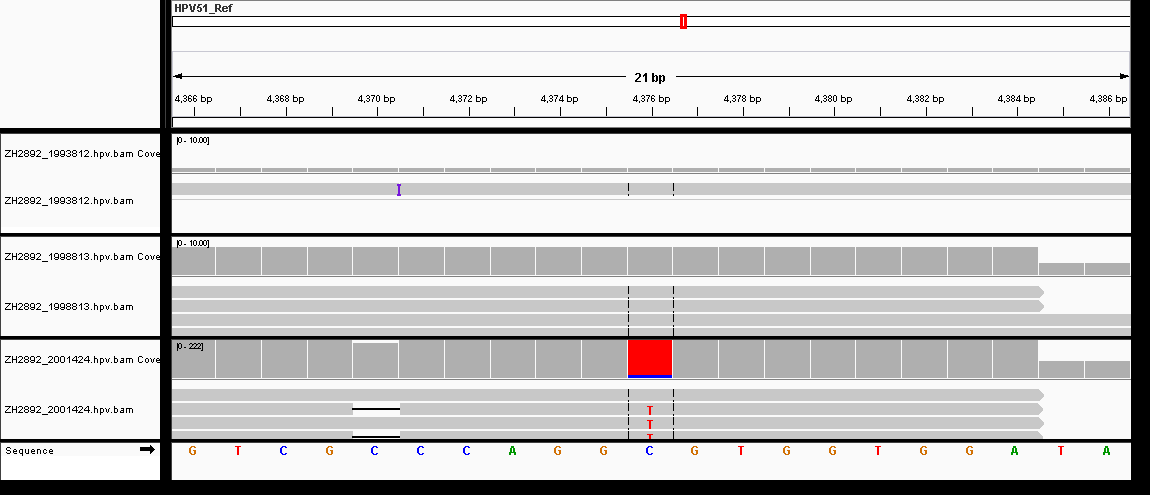 HPV51_Ref
21 bp
4,366 bp 4,368 bp 4,370 bp 4,372 bp 4,374 bp 4,376 bp 4,378 bp 4,380 bp 4,382 bp 4,384 bp 4,386 bp
[0 - 10.00]
ZH2892_1993812.hpv.bam Cove
I
ZH2892_1993812.hpv.bam
[0 - 10.00]
ZH2892_1998813.hpv.bam Cove
ZH2892_1998813.hpv.bam
[0 - 222]
ZH2892_2001424.hpv.bam Cove
ZH2892_2001424.hpv.bam
T
T
T
Sequence G T C G C C C A G G C G T G G T G G A T A